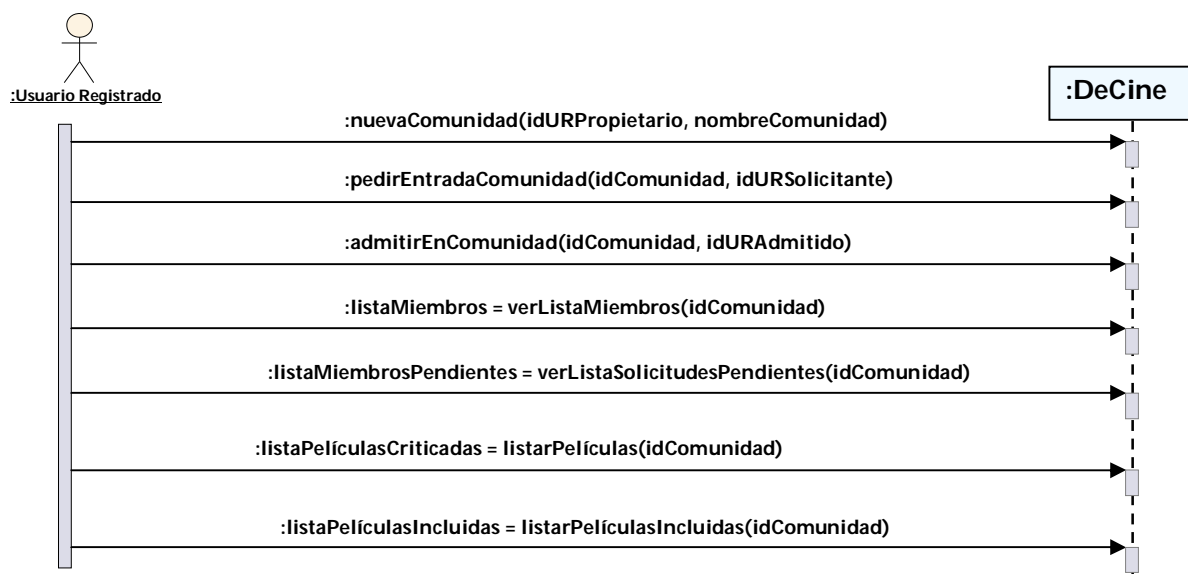 :Usuario Registrado
:DeCine
:nuevaComunidad(idURPropietario, nombreComunidad)
:pedirEntradaComunidad(idComunidad, idURSolicitante)
:admitirEnComunidad(idComunidad, idURAdmitido)
:listaMiembros = verListaMiembros(idComunidad)
:listaMiembrosPendientes = verListaSolicitudesPendientes(idComunidad)
:listaPelículasCriticadas = listarPelículas(idComunidad)
:listaPelículasIncluidas = listarPelículasIncluidas(idComunidad)